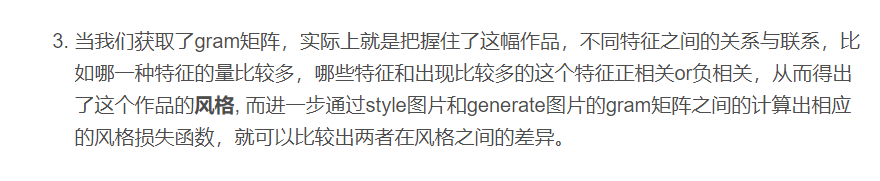 3. 当我们获取了gram矩阵，实际上就是把握住了这幅作品，不同特征之间的关系与联系，比
如哪一种特征的量比较多，哪些特征和出现比较多的这个特征正相关or负相关，从而得出
了这个作品的风格, 而进一步通过style图片和generate图片的gram矩阵之间的计算出相应
的风格损失函数，就可以比较出两者在风格之间的差异。